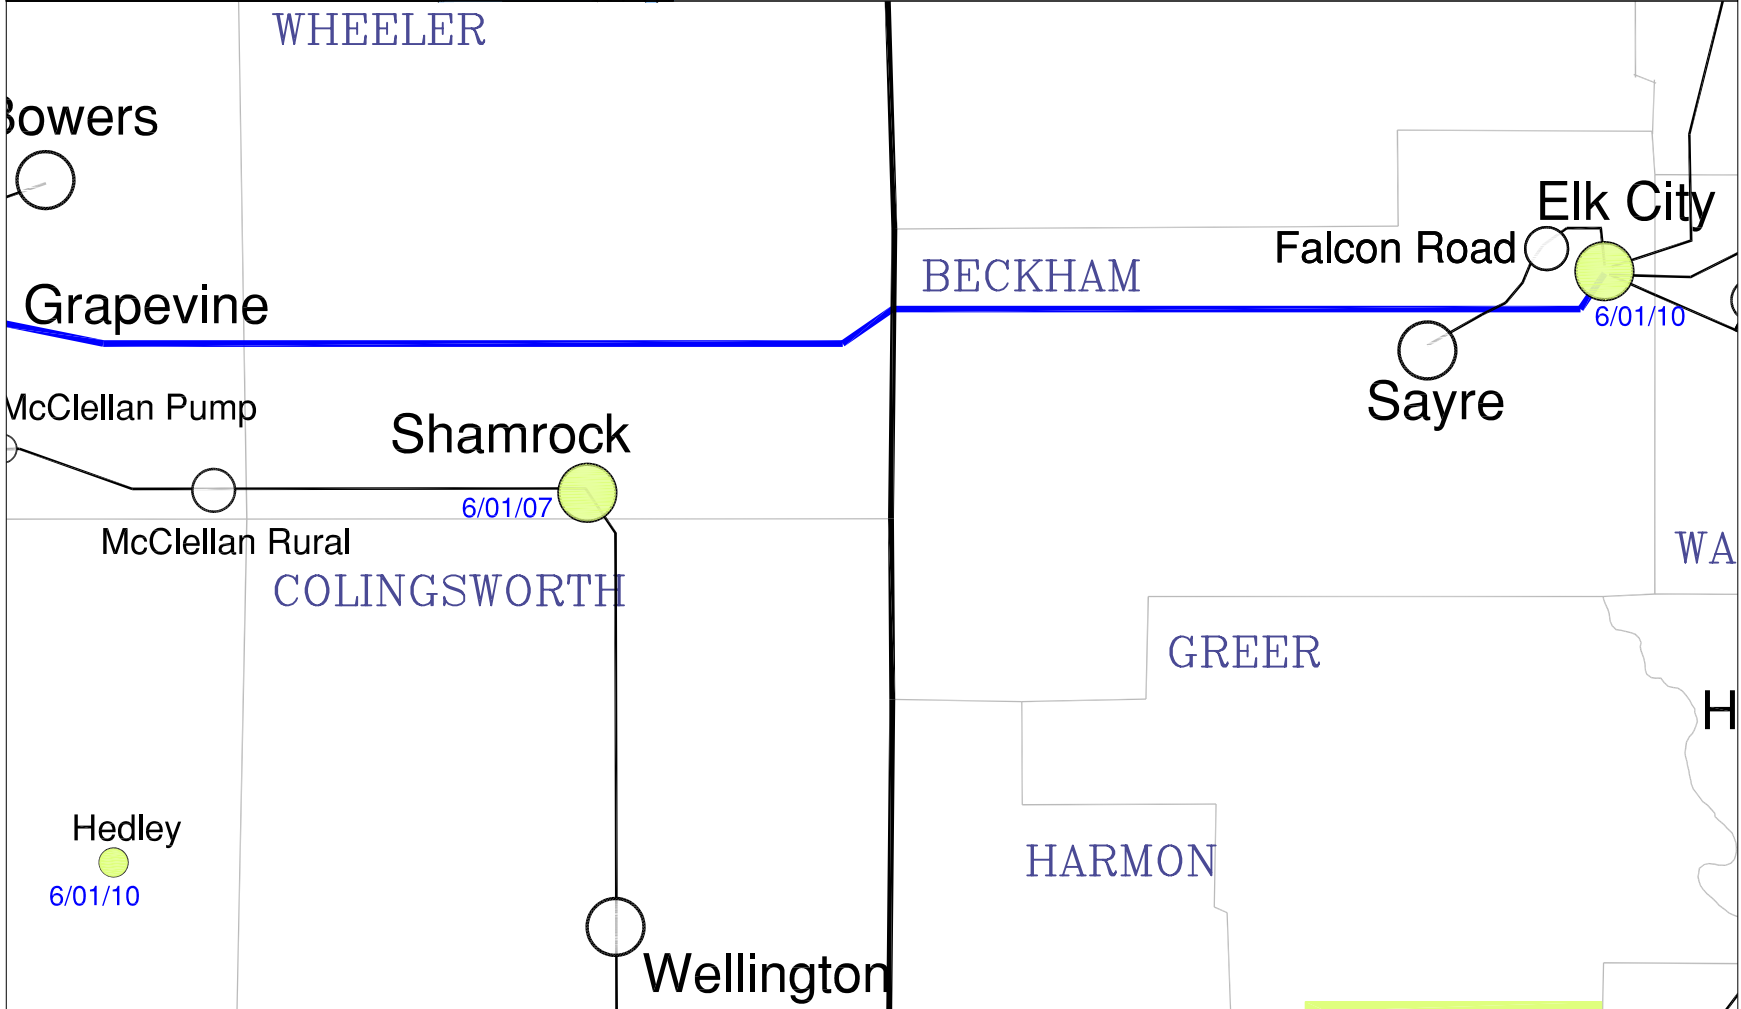 WHEELER
Bowers
Elk City
Falcon Road
BECKHAM
Grapevine
6/01/10
Sayre
McClellan Pump
Shamrock
6/01/07
McClellan Rural
WA
COLINGSWORTH
GREER
H
Hedley
HARMON
6/01/10
Wellington